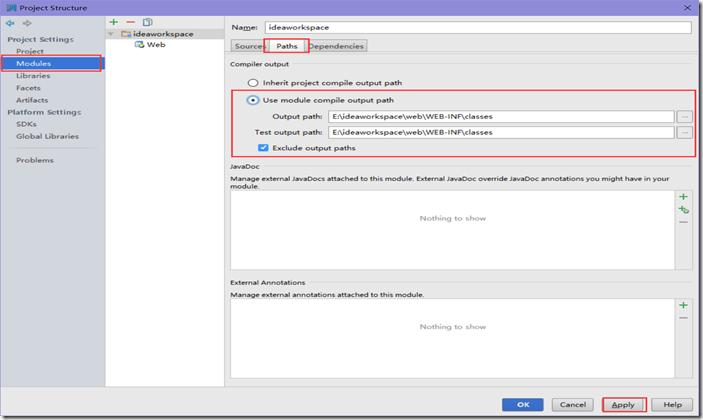 Project Structure
Project Settings
Project
Modules
Libraries
Facets
Artifacts
Platform Settings
SDKs
Global Libraries
Problems
ideaworkspace
Web
Name: ideaworkspace
Sources Paths Dependencies
Compiler output
Inherit project compile output path
Use module compile output path
Output path: E:\ideaworkspace\web\WEB-INF\classes ...
Test output path: E:\ideaworkspace\web\WEB-INF\classes ...
Exclude output paths
JavaDoc
Manage external JavaDocs attached to this module. External JavaDoc override JavaDoc annotations you might have in your
module.
Nothing to show
External Annotations
Manage external annotations attached to this module.
Nothing to show
OK Cancel Apply Help